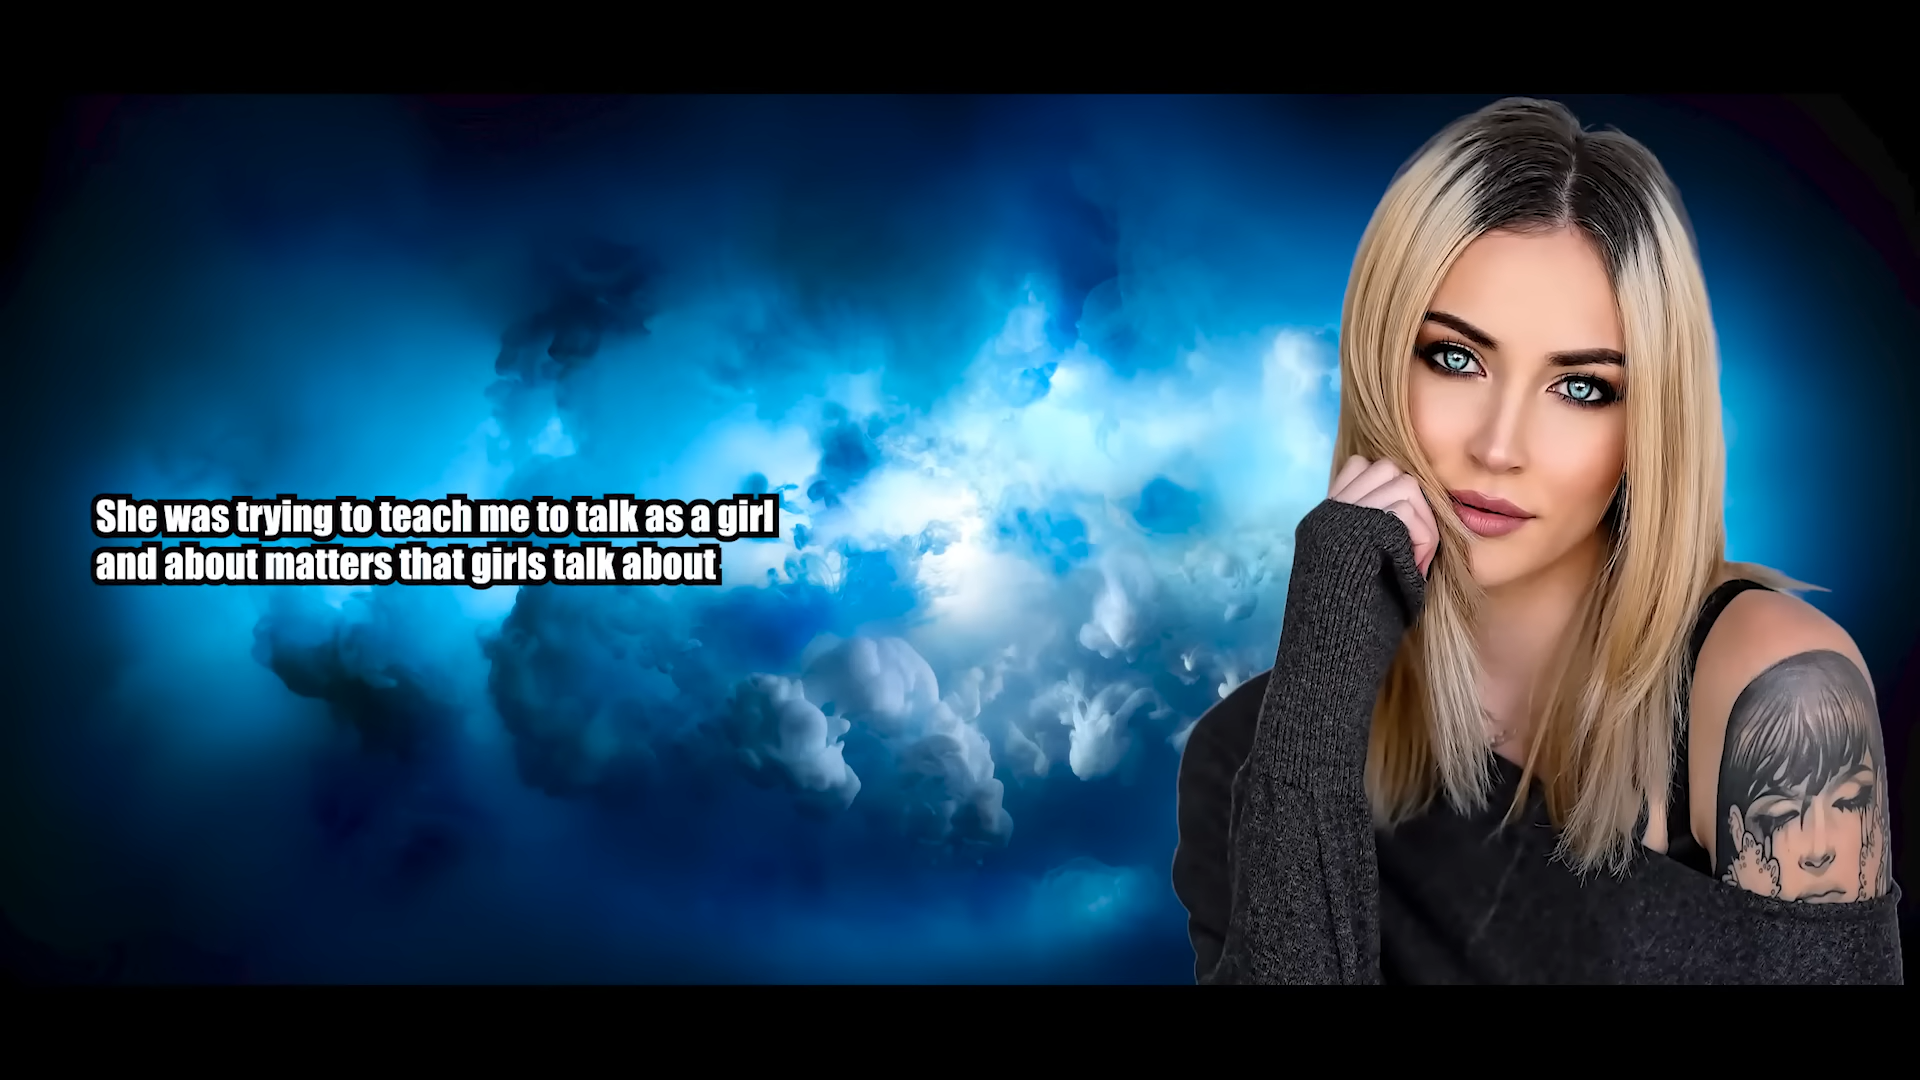 She was trying to teach me to talk as a girl
and about matters that girls talk about